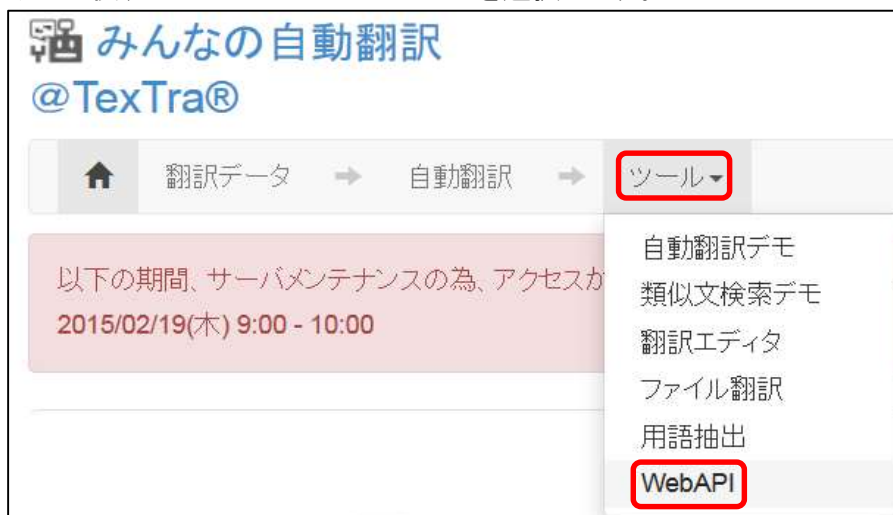 みんなの自動翻訳
@TexTra®
翻訳データ ➡ 自動翻訳 ➡ ツール
自動翻訳デモ
類似文検索デモ
翻訳エディタ
ファイル翻訳
用語抽出
WebAPI
以下の期間、サーバメンテナンスの為、アクセスが
2015/02/19(木) 9:00 - 10:00